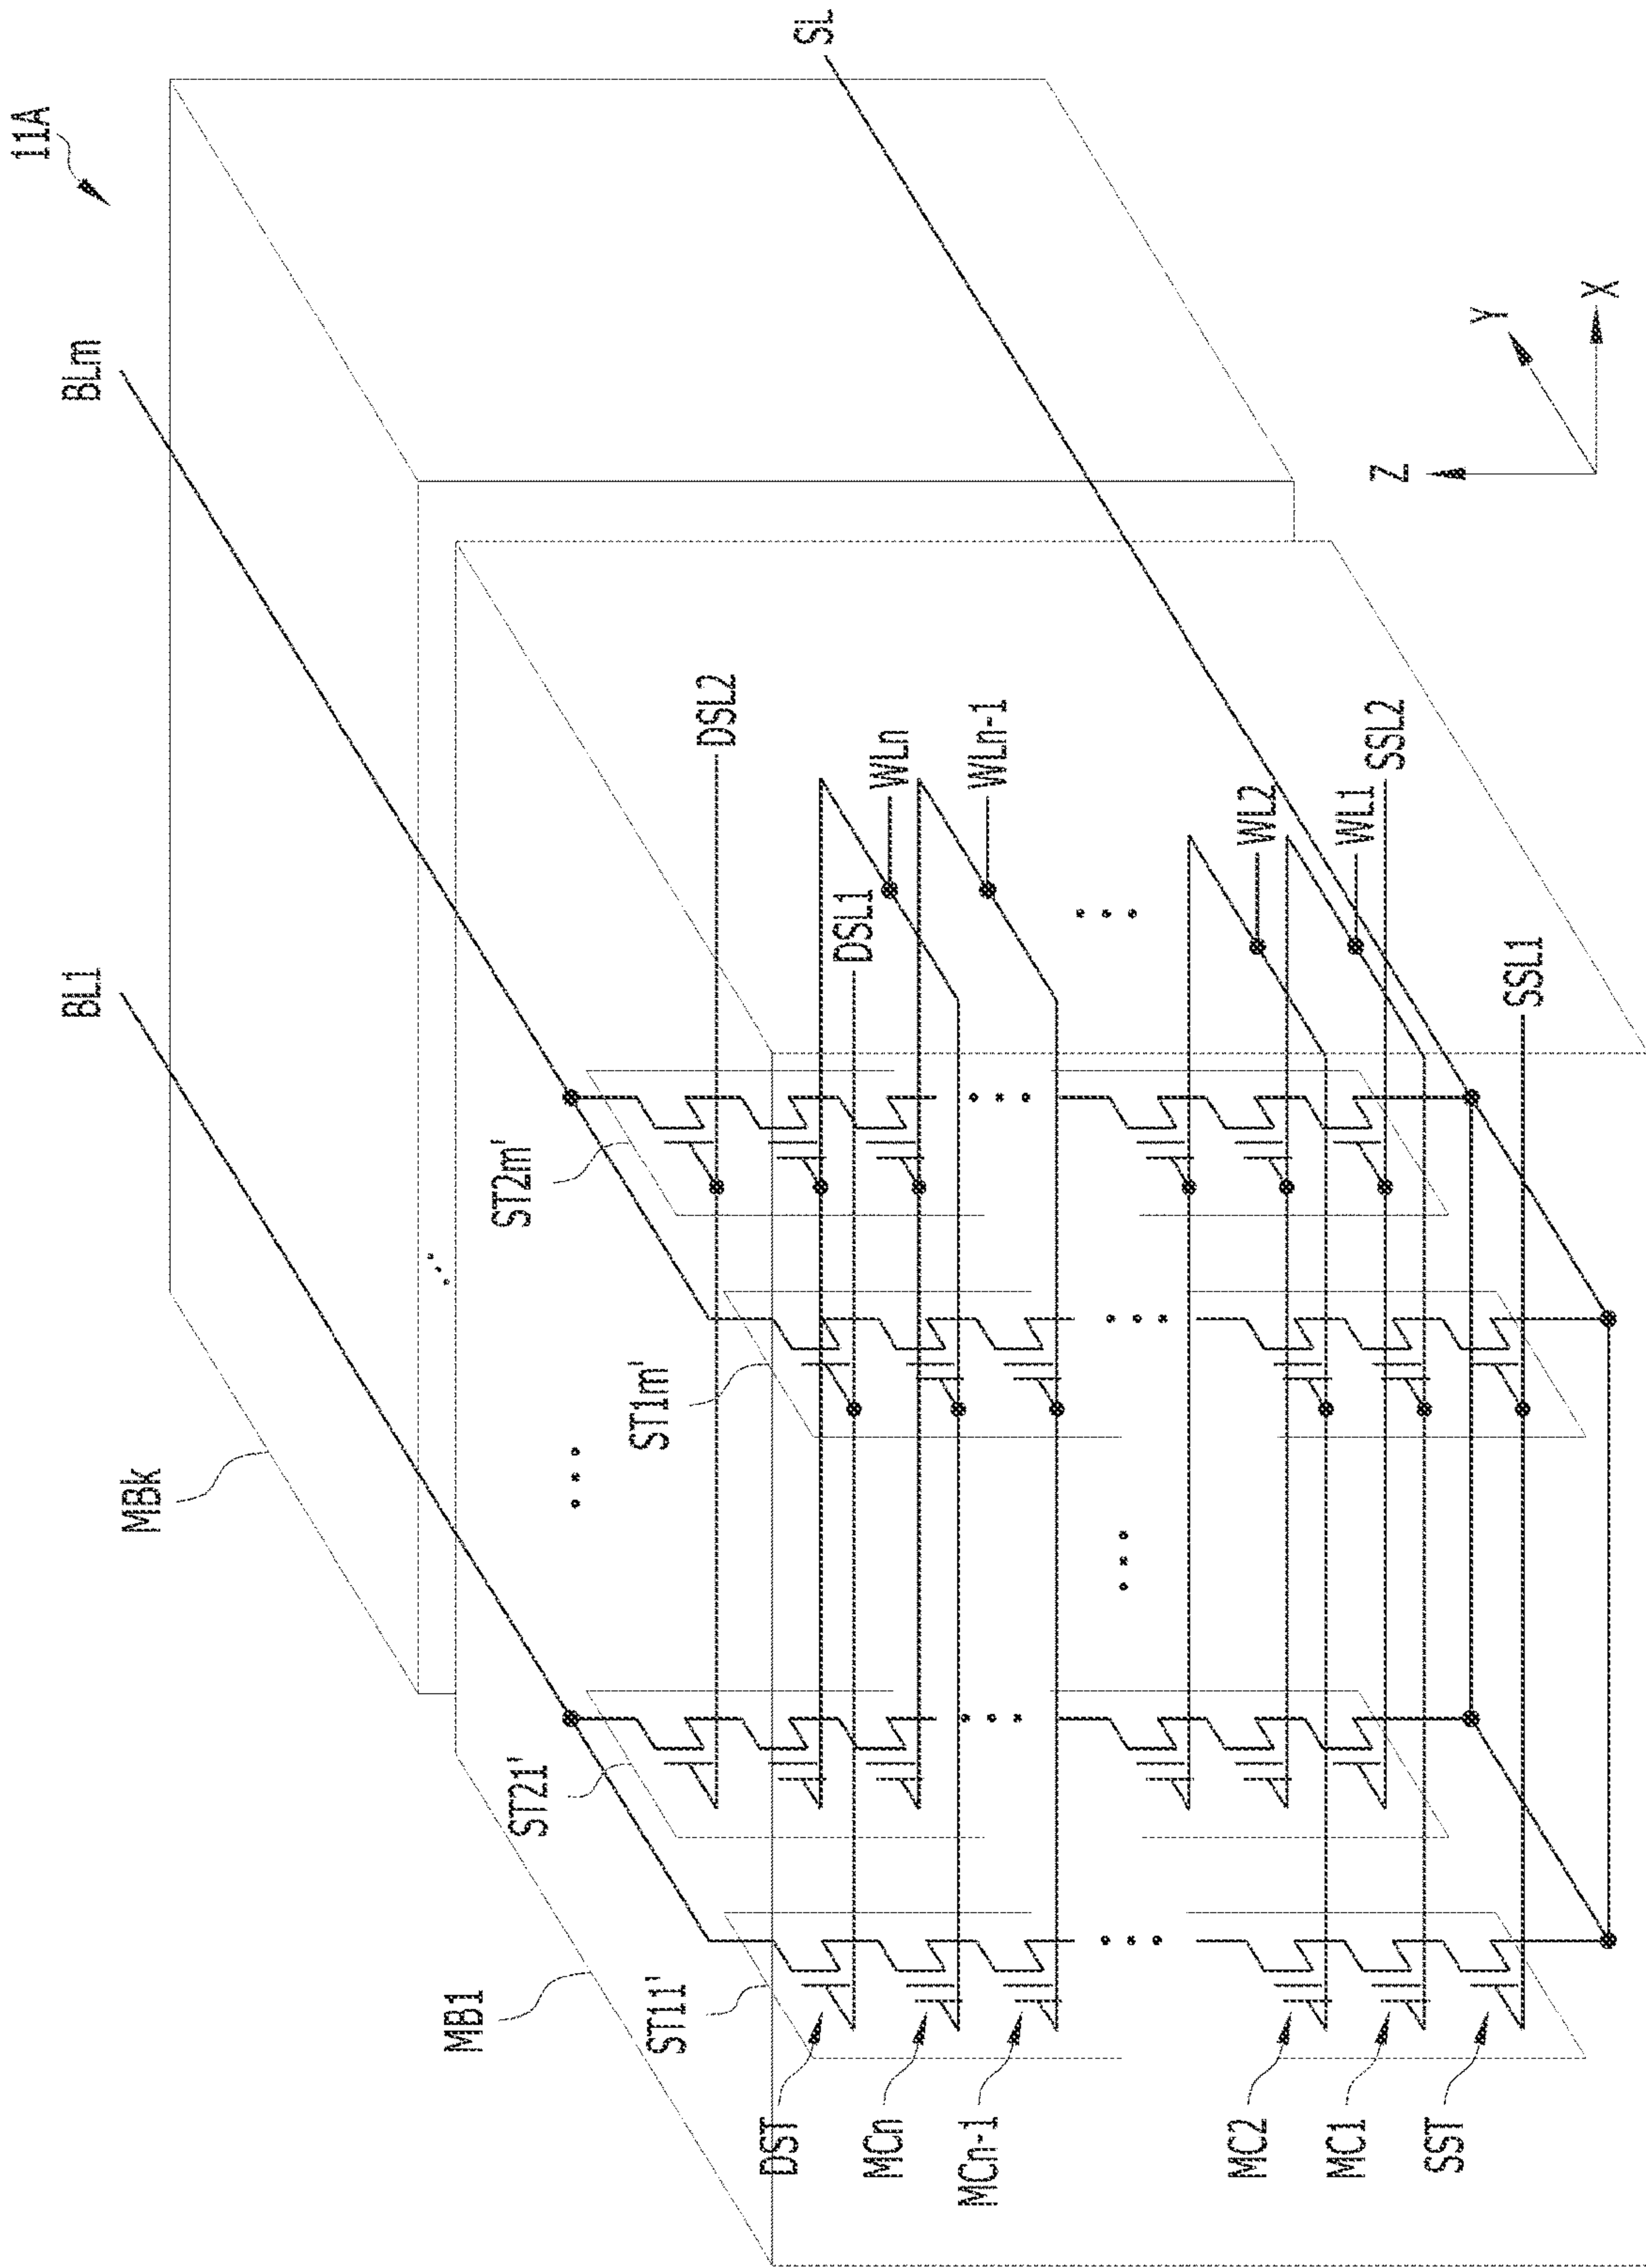 11A
MBk
BL1
BLm
SL
MB1
ST21'
ST2m'
ST11'
ST1m'
DSL2
DST
DSL1
MCn
WLn
MCn-1
WLn-1
MC2
WL2
MC1
WL1
SSL2
SST
SSL1
Z
Y
X